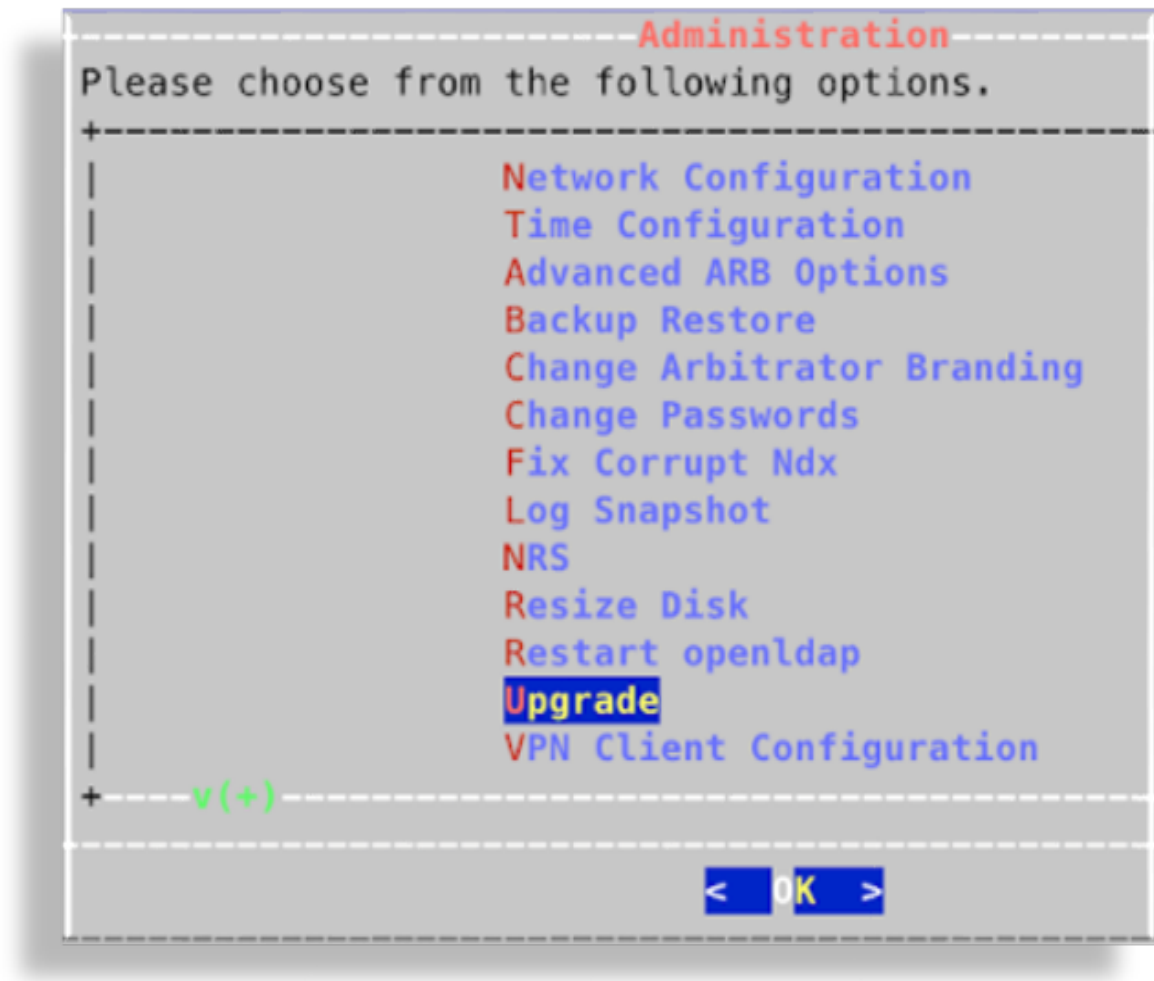 Administration
Please choose from the following options.
Network Configuration
Time Configuration
Advanced ARB Options
Backup Restore
Change Arbitrator Branding
Change Passwords
Fix Corrupt Ndx
Log Snapshot
NRS
Resize Disk
Restart openldap
Upgrade
VPN Client Configuration
v(+)
< OK >